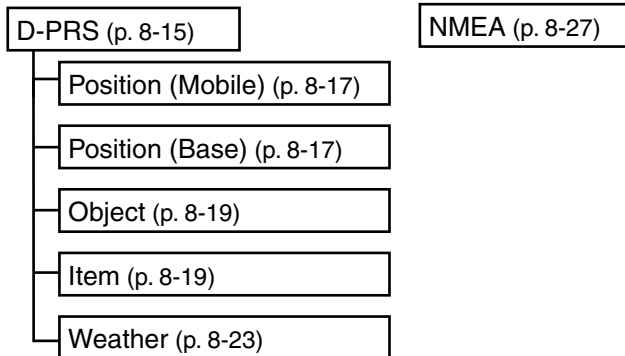 D-PRS (p. 8-15)
Position (Mobile) (p. 8-17)
Position (Base) (p. 8-17)
Object (p. 8-19)
Item (p. 8-19)
Weather (p. 8-23)
NMEA (p. 8-27)